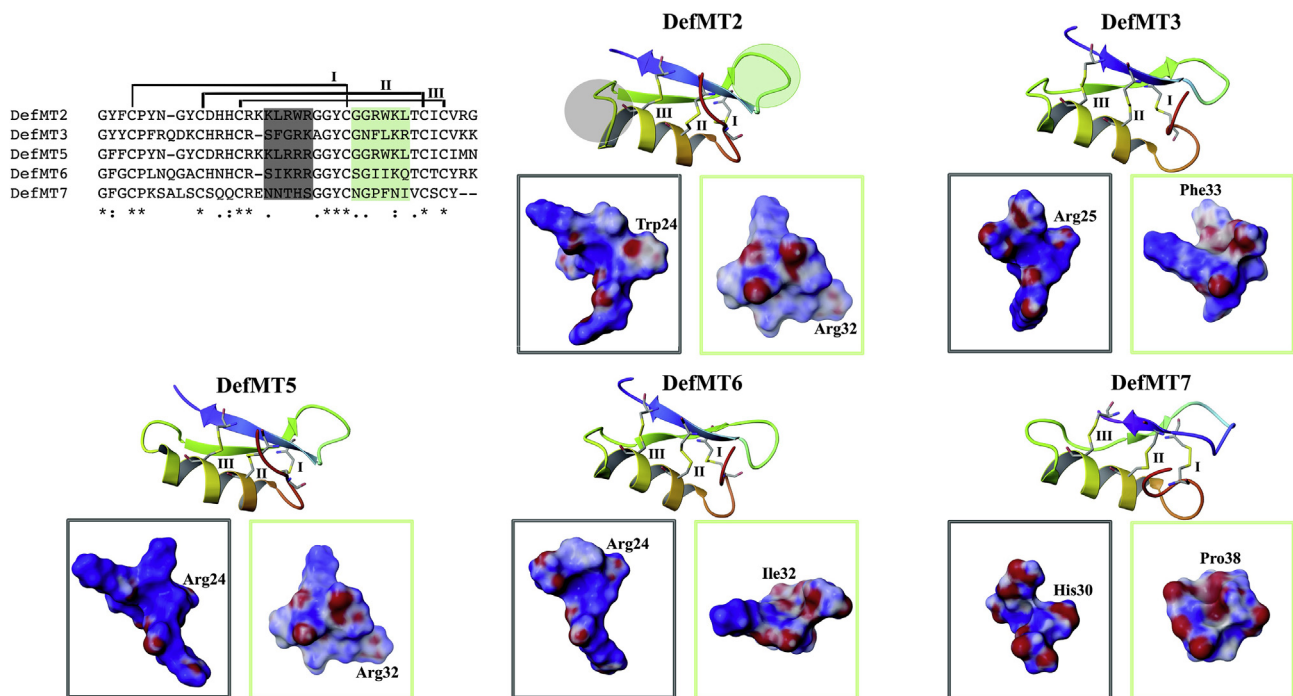 DefMT2
DefMT3
I
II
III
DefMT2 GYFCPYN-GYCDHHCRKKLRWRGGYCGGRWKLTCICVRG
DefMT3 GYYCPFRQDKCHRHCR-SFGRKAGYCGNFLKRTCICVKK
DefMT5 GFFCPYN-GYCDRHCRKKLRRRGGYCGGRWKLTCICIMN
DefMT6 GFGCPLNQGACHNHCR-SIKRRGGYCSGIIKQTCTCYRK
DefMT7 GFGCPKSALSCSQQCRENNTHSGGYCNGPFNIVCSCY--
*: ** * .:** . .***. . * *
III
II
I
III
II
I
Trp24
Arg32
Arg25
Phe33
DefMT5
DefMT6
DefMT7
III
II
I
III
II
I
III
II
I
Arg24
Arg32
Arg24
Ile32
His30
Pro38